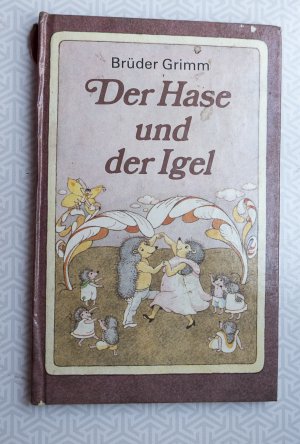 Brüder Grimm
Der Hase
und
der Igel